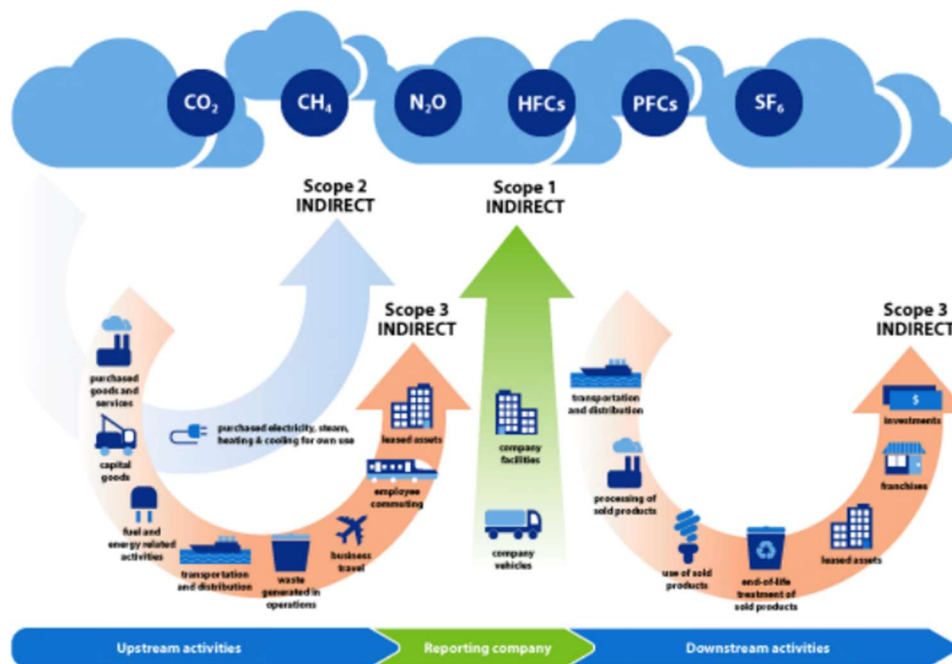 CO₂
CH₄
N₂O
HFCs
PFCs
SF₆
Scope 2
INDIRECT
Scope 1
INDIRECT
Scope 3
INDIRECT
Scope 3
INDIRECT
purchased
goods and
services
capital
goods
fuel and
energy related
activities
purchased electricity, steam,
heating & cooling for own use
transportation
and distribution
waste
generated in
operations
business
travel
employee
commuting
leased assets
company
facilities
company
vehicles
transportation
and distribution
processing of
sold products
use of sold
products
end-of-life
treatment of
sold products
leased assets
franchises
$
investments
Upstream activities
Reporting company
Downstream activities